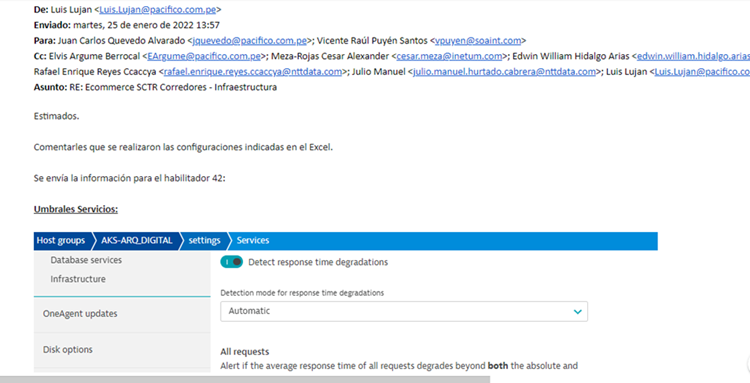 De: Luis Lujan <Luis.Lujan@pacifico.com.pe>
Enviado: martes, 25 de enero de 2022 13:57
Para: Juan Carlos Quevedo Alvarado <jquevedo@pacifico.com.pe>; Vicente Raúl Puyén Santos <vpuyen@soaint.com>
Cc: Elvis Argume Berrocal <EArgume@pacifico.com.pe>; Meza-Rojas Cesar Alexander <cesar.meza@inetum.com>; Edwin William Hidalgo Arias <edwin.william.hidalgo.arias
Rafael Enrique Reyes Ccaccya <rafael.enrique.reyes.ccaccya@nttdata.com>; Julio Manuel <julio.manuel.hurtado.cabrera@nttdata.com>; Luis Lujan <Luis.Lujan@pacifico.co
Asunto: RE: Ecommerce SCTR Corredores - Infraestructura
Estimados.
Comentarles que se realizaron las configuraciones indicadas en el Excel.
Se envía la información para el habilitador 42:
Umbrales Servicios:
Host groups AKS-ARQ_DIGITAL settings Services
Database services
Detect response time degradations
Infrastructure
Detection mode for response time degradations
OneAgent updates
Automatic
Disk options
All requests
Alert if the average response time of all requests degrades beyond both the absolute and